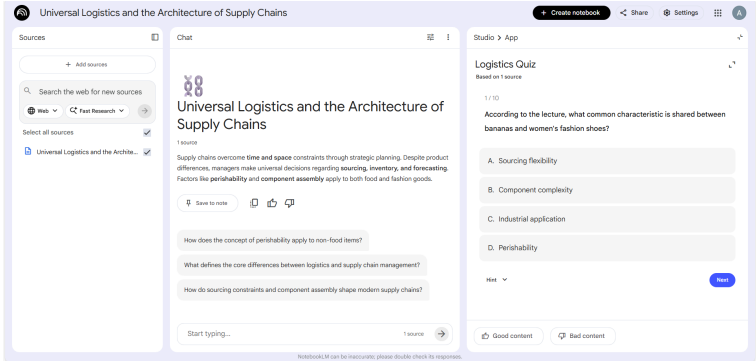 Universal Logistics and the Architecture of Supply Chains
+ Create notebook
Share
Settings
A
Sources
+ Add sources
Search the web for new sources
Web
Fast Research
Select all sources
Universal Logistics and the Archite...
Chat
Universal Logistics and the Architecture of
Supply Chains
1 source
Supply chains overcome time and space constraints through strategic planning. Despite product
differences, managers make universal decisions regarding sourcing, inventory, and forecasting.
Factors like perishability and component assembly apply to both food and fashion goods.
Save to note
How does the concept of perishability apply to non-food items?
What defines the core differences between logistics and supply chain management?
How do sourcing constraints and component assembly shape modern supply chains?
Start typing...
1 source
Studio > App
Logistics Quiz
Based on 1 source
1 / 10
According to the lecture, what common characteristic is shared between
bananas and women's fashion shoes?
A. Sourcing flexibility
B. Component complexity
C. Industrial application
D. Perishability
Hint
Next
Good content
Bad content
NotebookLM can be inaccurate; please double check its responses.